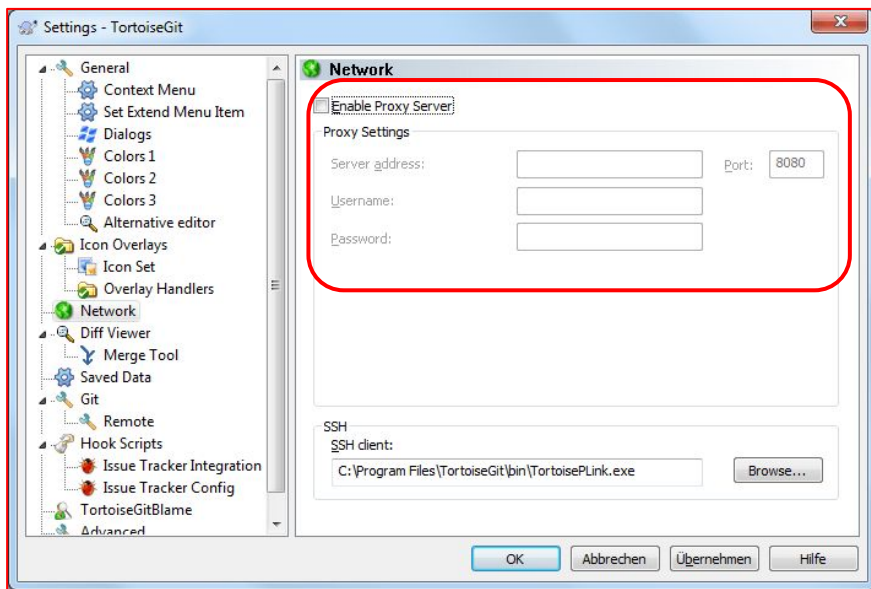 Settings - TortoiseGit
General
Context Menu
Set Extend Menu Item
Dialogs
Colors 1
Colors 2
Colors 3
Alternative editor
Icon Overlays
Icon Set
Overlay Handlers
Network
Diff Viewer
Merge Tool
Saved Data
Git
Remote
Hook Scripts
Issue Tracker Integration
Issue Tracker Config
TortoiseGitBlame
Advanced
Network
Enable Proxy Server
Proxy Settings
Server address: Port: 8080
Username:
Password:
SSH
SSH client:
C:\Program Files\TortoiseGit\bin\TortoisePLink.exe Browse...
OK Abbrechen Übernehmen Hilfe